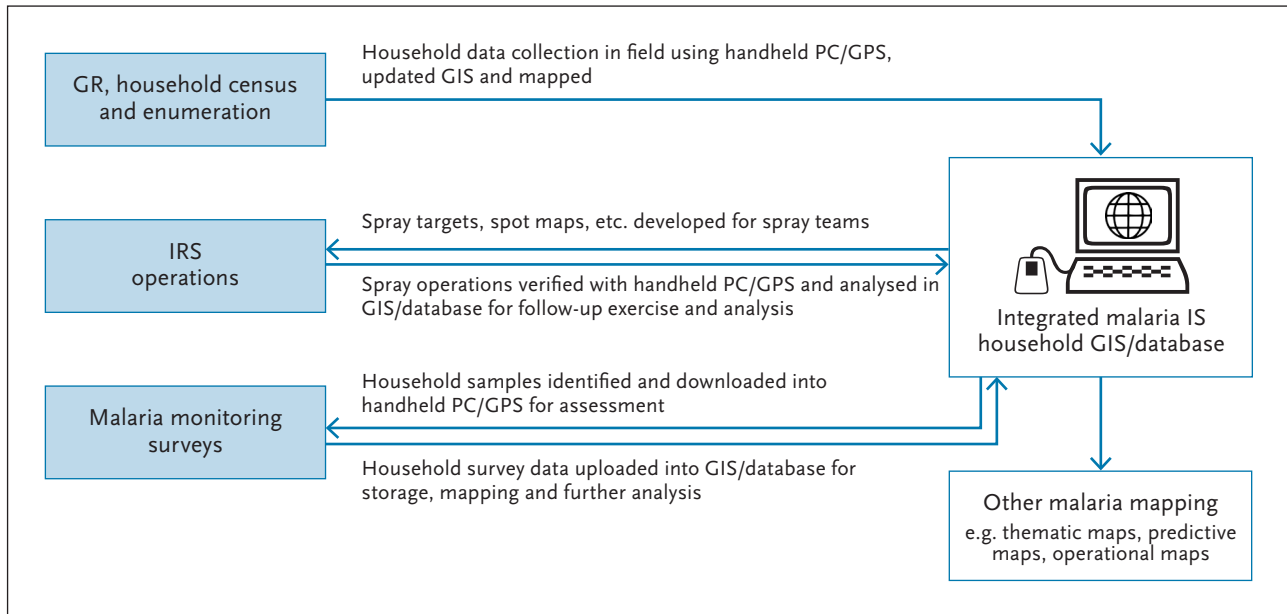 Household data collection in field using handheld PC/GPS,
updated GIS and mapped
GR, household census
and enumeration
Spray targets, spot maps, etc. developed for spray teams
IRS
operations
Spray operations verified with handheld PC/GPS and analysed in
GIS/database for follow-up exercise and analysis
Integrated malaria IS
household GIS/database
Household samples identified and downloaded into
handheld PC/GPS for assessment
Malaria monitoring
surveys
Household survey data uploaded into GIS/database for
storage, mapping and further analysis
Other malaria mapping
e.g. thematic maps, predictive
maps, operational maps